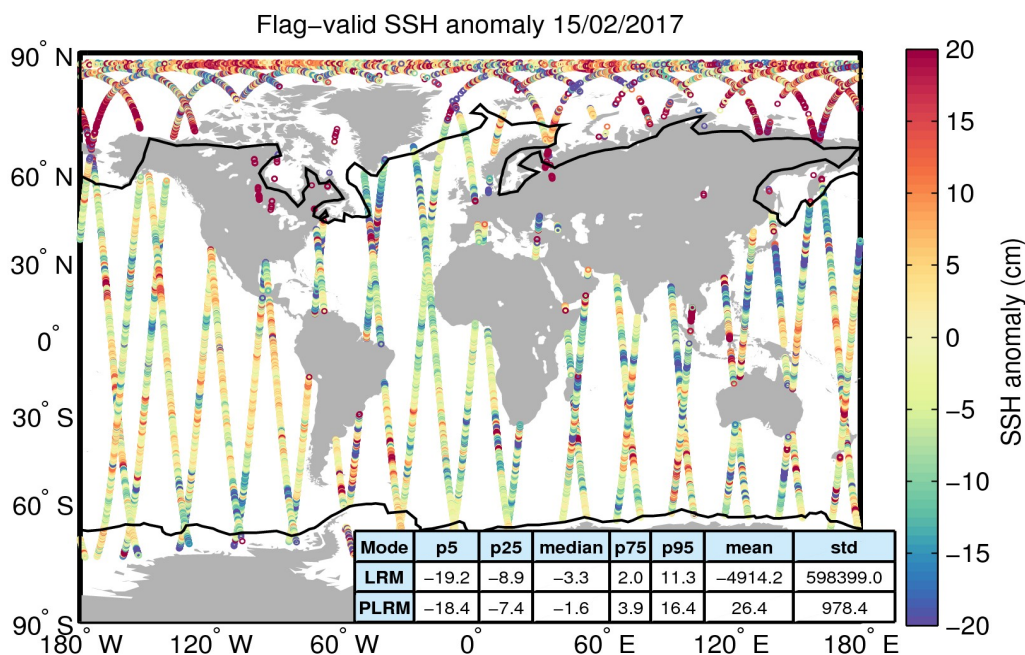 Flag−valid SSH anomaly 15/02/2017
90° N
60° N
30° N
0°
30° S
60° S
90° S
180° W 120° W 60° W 0° 60° E 120° E 180° E
20
15
10
5
0
−5
−10
−15
−20
SSH anomaly (cm)
Mode p5 p25 median p75 p95 mean std
LRM −19.2 −8.9 −3.3 2.0 11.3 −4914.2 598399.0
PLRM −18.4 −7.4 −1.6 3.9 16.4 26.4 978.4